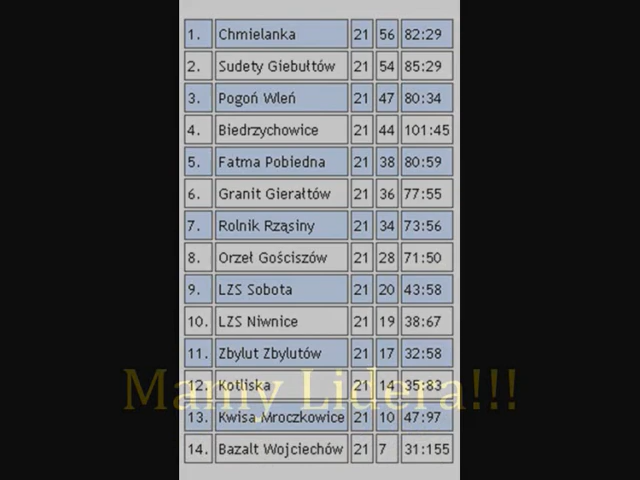 1. Chmielanka 21 56 82:29
2. Sudety Giebułtów 21 54 85:29
3. Pogoń Wleń 21 47 80:34
4. Biedrzychowice 21 44 101:45
5. Fatma Pobiedna 21 38 80:59
6. Granit Gierałtów 21 36 77:55
7. Rolnik Rząsiny 21 34 73:56
8. Orzeł Gościszów 21 28 71:50
9. LZS Sobota 21 20 43:58
10. LZS Niwnice 21 19 38:67
11. Zbylut Zbylutów 21 17 32:58
12. Kotliska 21 14 35:83
Mamy Lidera!!!
13. Kwisa Mroczkowice 21 10 47:97
14. Bazalt Wojciechów 21 7 31:155